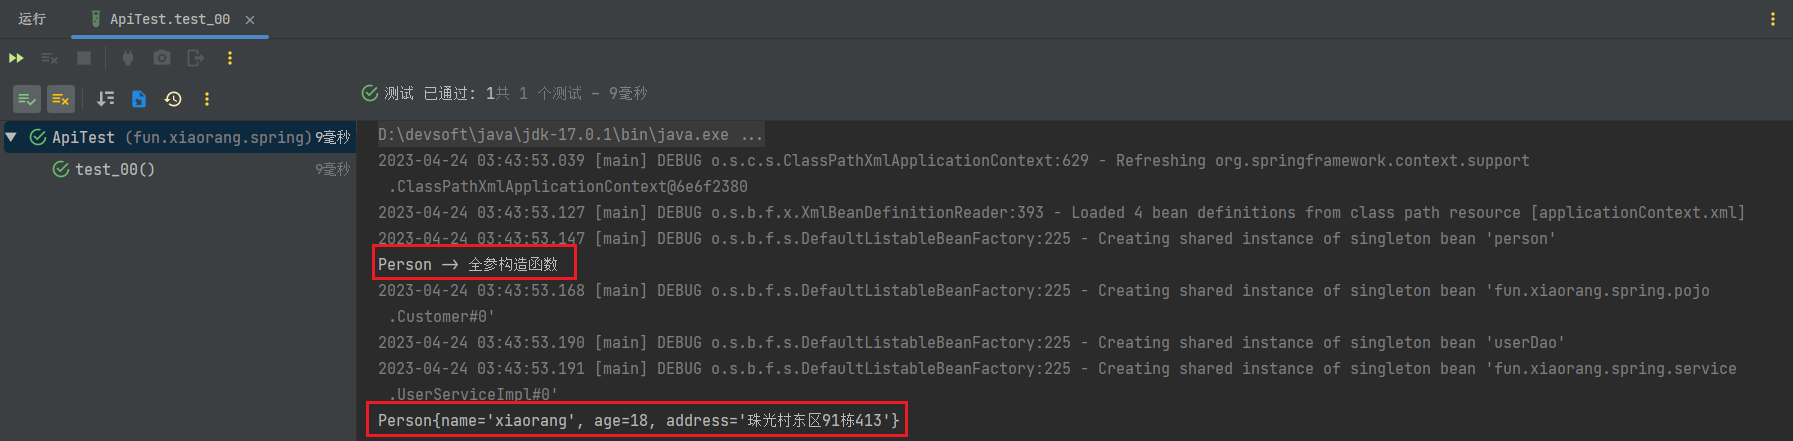 运行
ApiTest.test_00
测试 已通过: 1共 1 个测试 – 9毫秒
ApiTest (fun.xiaorang.spring) 9毫秒
test_00() 9毫秒
D:\devsoft\java\jdk-17.0.1\bin\java.exe ...
2023-04-24 03:43:53.039 [main] DEBUG o.s.c.s.ClassPathXmlApplicationContext:629 - Refreshing org.springframework.context.support
.ClassPathXmlApplicationContext@6e6f2380
2023-04-24 03:43:53.127 [main] DEBUG o.s.b.f.x.XmlBeanDefinitionReader:393 - Loaded 4 bean definitions from class path resource [applicationContext.xml]
2023-04-24 03:43:53.147 [main] DEBUG o.s.b.f.s.DefaultListableBeanFactory:225 - Creating shared instance of singleton bean 'person'
Person -> 全参构造函数
2023-04-24 03:43:53.168 [main] DEBUG o.s.b.f.s.DefaultListableBeanFactory:225 - Creating shared instance of singleton bean 'fun.xiaorang.spring.pojo
.Customer#0'
2023-04-24 03:43:53.190 [main] DEBUG o.s.b.f.s.DefaultListableBeanFactory:225 - Creating shared instance of singleton bean 'userDao'
2023-04-24 03:43:53.191 [main] DEBUG o.s.b.f.s.DefaultListableBeanFactory:225 - Creating shared instance of singleton bean 'fun.xiaorang.spring.service
.UserServiceImpl#0'
Person{name='xiaorang', age=18, address='珠光村东区91栋413'}